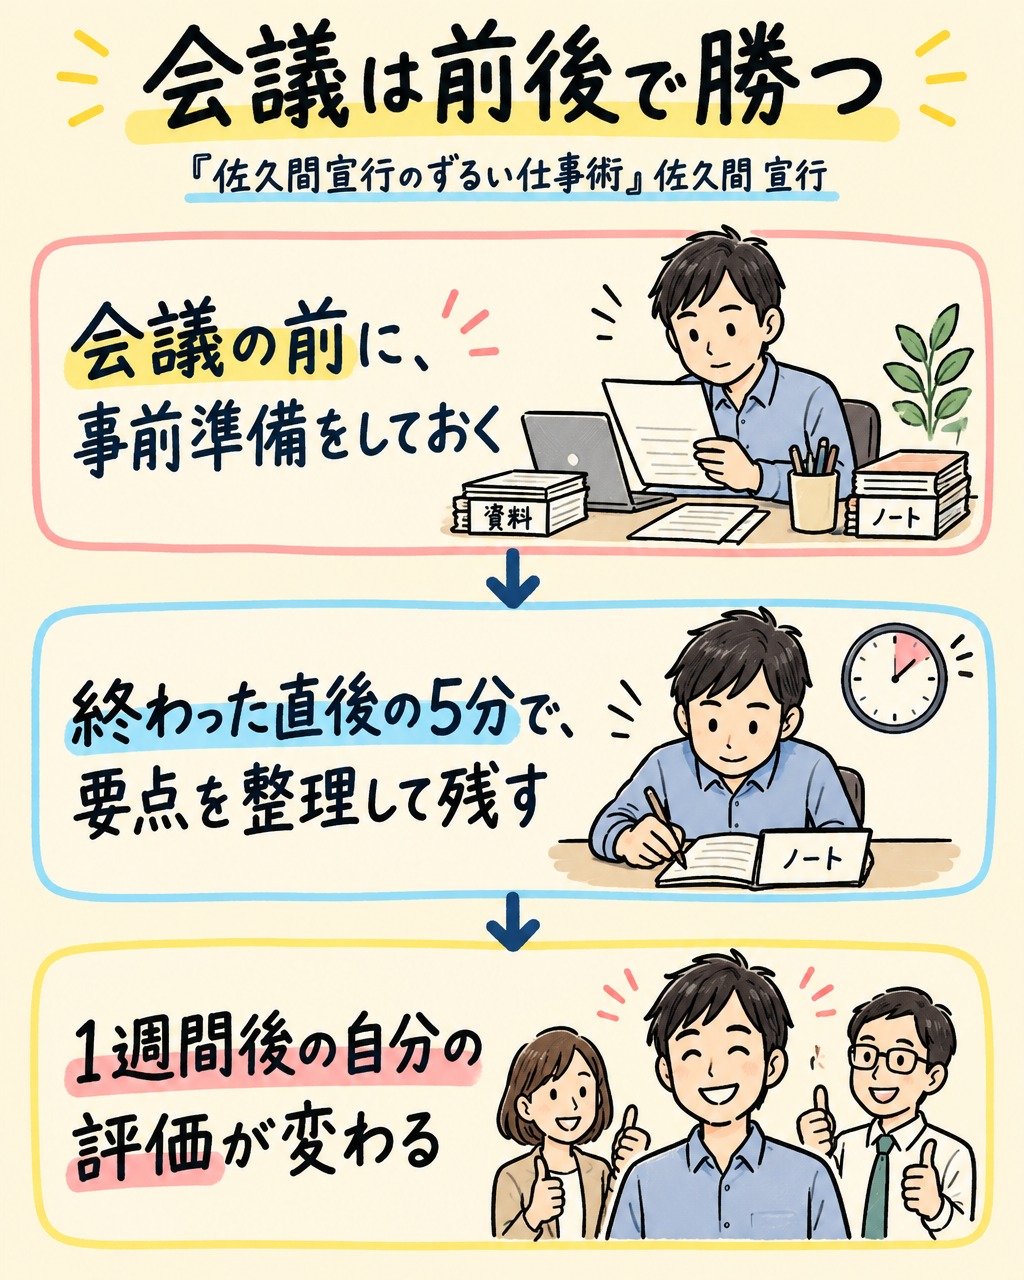 会議は前後で勝つ
『佐久間宣行のずるい仕事術』佐久間 宣行
会議の前に、
事前準備をしておく
資料
ノート
終わった直後の5分で、
要点を整理して残す
ノート
1週間後の自分の
評価が変わる